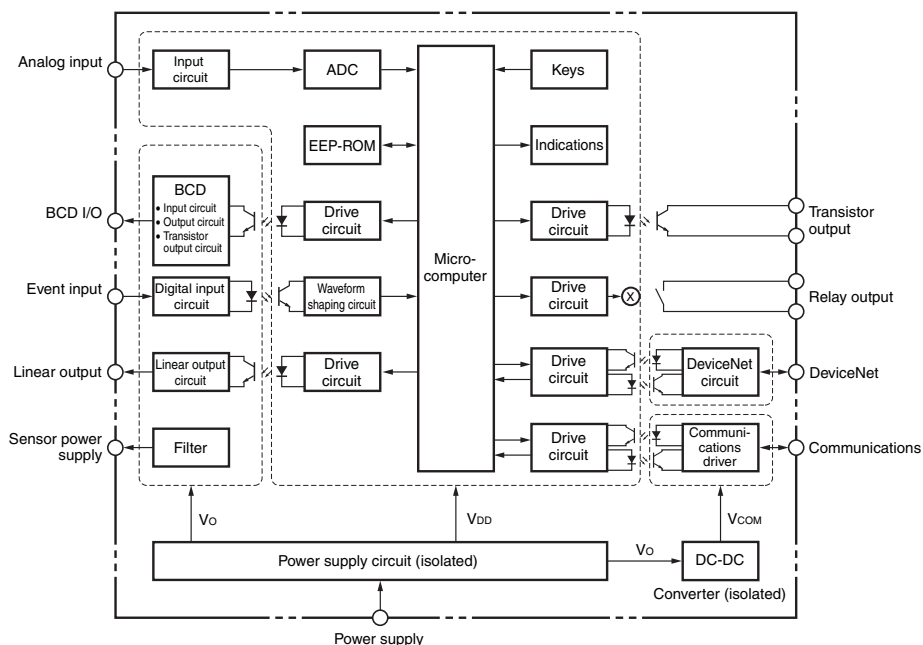 Analog input
Input
circuit
ADC
Keys
EEP-ROM
Indications
BCD I/O
BCD
• Input circuit
• Output circuit
• Transistor
output circuit
Drive
circuit
Micro-
computer
Drive
circuit
Transistor
output
Event input
Digital input
circuit
Waveform
shaping circuit
Drive
circuit
X
Relay output
Linear output
Linear output
circuit
Drive
circuit
Drive
circuit
DeviceNet
circuit
DeviceNet
Sensor power
supply
Filter
Drive
circuit
Communi-
cations
driver
Communications
VO
VDD
VCOM
Power supply circuit (isolated)
VO
DC-DC
Converter (isolated)
Power supply